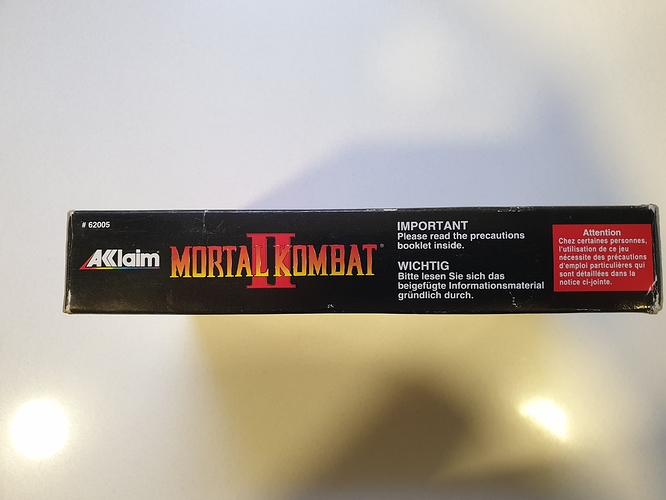 # 62005
AKKlaim
MORTAL KOMBAT
II
®
IMPORTANT
Please read the precautions
booklet inside.
WICHTIG
Bitte lesen Sie sich das
beigefügte Informationsmaterial
gründlich durch.
Attention
Chez certaines personnes,
l'utilisation de ce jeu
nécessite des précautions
d'emploi particulières qui
sont détaillées dans la
notice ci-jointe.